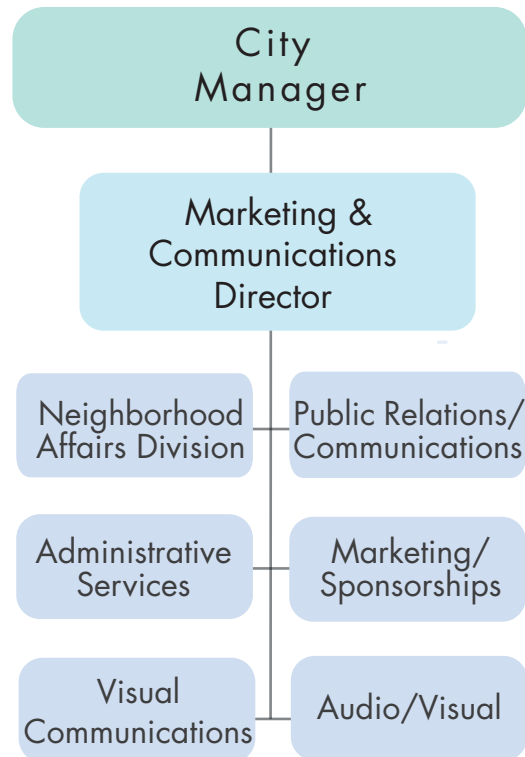 City
Manager
Marketing &
Communications
Director
Neighborhood
Affairs Division
Public Relations/
Communications
Administrative
Services
Marketing/
Sponsorships
Visual
Communications
Audio/Visual